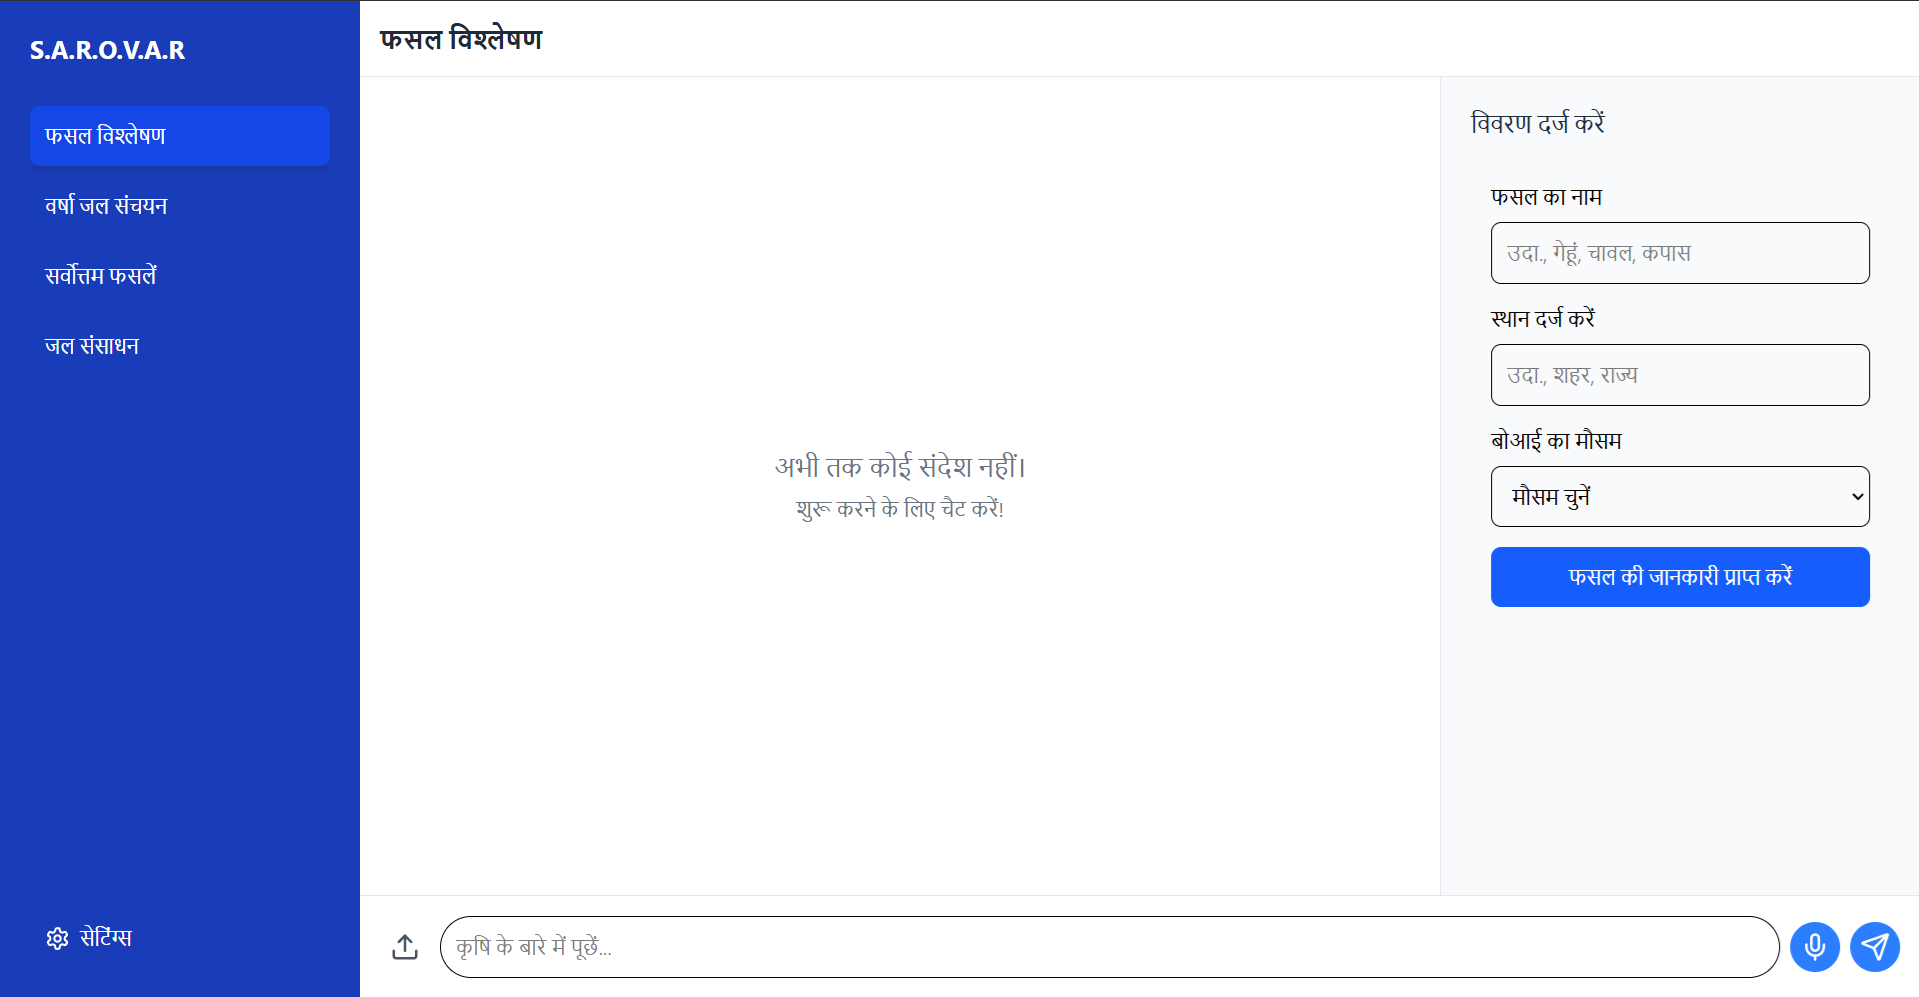 S.A.R.O.V.A.R
फसल विश्लेषण
वर्षा जल संचयन
सर्वोत्तम फसलें
जल संसाधन
सेटिंग्स
फसल विश्लेषण
अभी तक कोई संदेश नहीं।
शुरू करने के लिए चैट करें!
विवरण दर्ज करें
फसल का नाम
उदा., गेहूं, चावल, कपास
स्थान दर्ज करें
उदा., शहर, राज्य
बोआई का मौसम
मौसम चुनें
फसल की जानकारी प्राप्त करें
कृषि के बारे में पूछें...